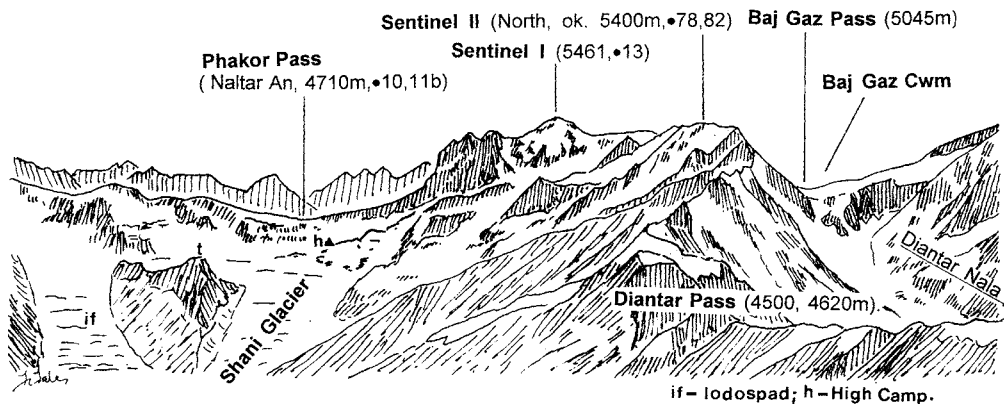 Sentinel II (North, ok. 5400m,•78,82)
Baj Gaz Pass (5045m)
Sentinel I (5461,•13)
Phakor Pass
( Naltar An, 4710m,•10,11b)
Baj Gaz Cwm
h
t
Diantar Nala
if
Shani Glacier
Diantar Pass (4500, 4620m).
if – lodospad; h – High Camp.